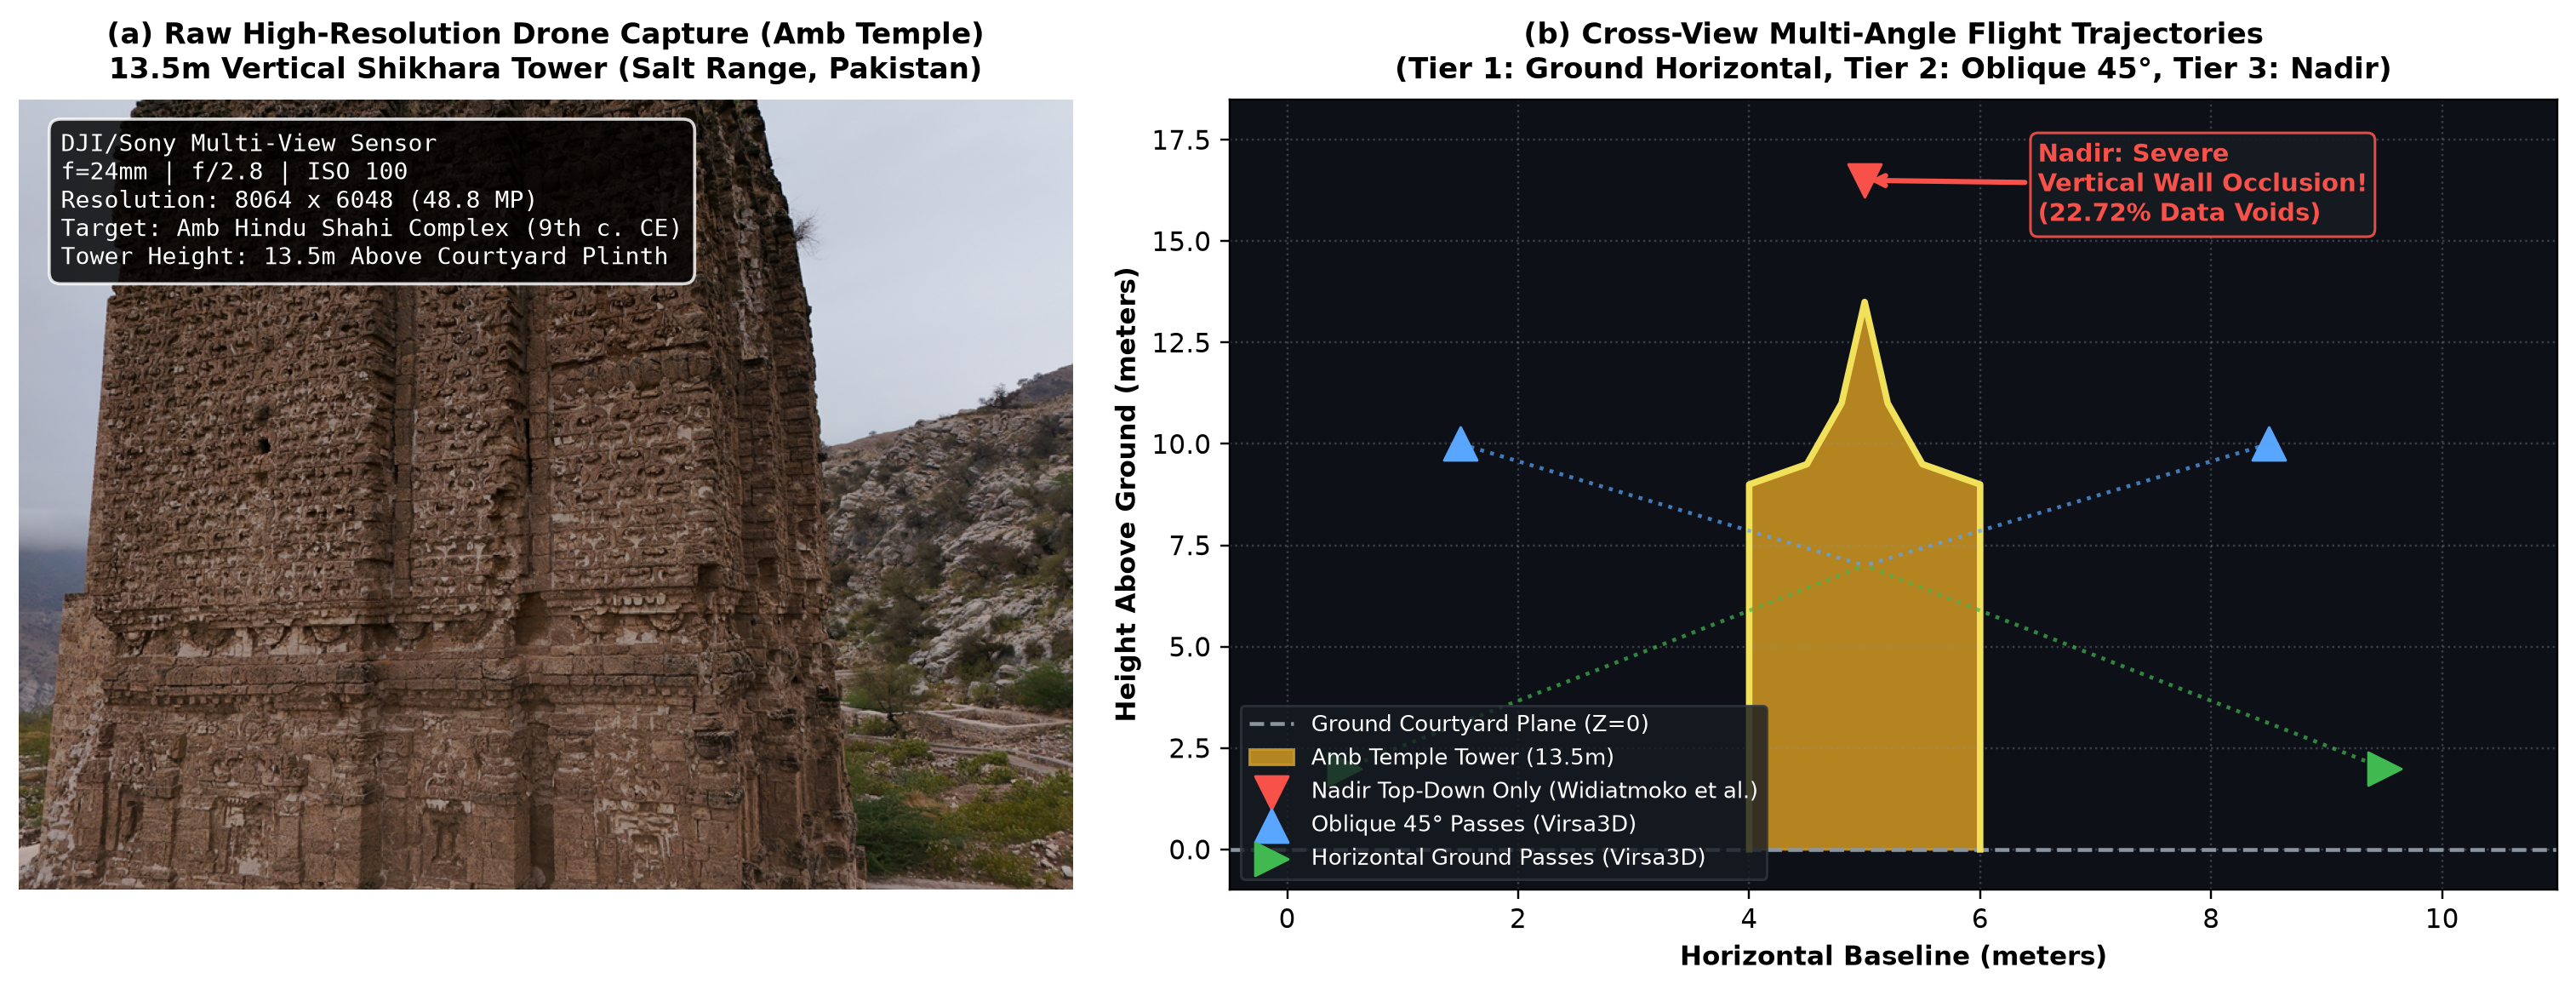 (a) Raw High-Resolution Drone Capture (Amb Temple)
13.5m Vertical Shikhara Tower (Salt Range, Pakistan)
DJI/Sony Multi-View Sensor
f=24mm | f/2.8 | ISO 100
Resolution: 8064 x 6048 (48.8 MP)
Target: Amb Hindu Shahi Complex (9th c. CE)
Tower Height: 13.5m Above Courtyard Plinth
(b) Cross-View Multi-Angle Flight Trajectories
(Tier 1: Ground Horizontal, Tier 2: Oblique 45°, Tier 3: Nadir)
Height Above Ground (meters)
17.5
15.0
12.5
10.0
7.5
5.0
2.5
0.0
Nadir: Severe
Vertical Wall Occlusion!
(22.72% Data Voids)
Ground Courtyard Plane (Z=0)
Amb Temple Tower (13.5m)
Nadir Top-Down Only (Widiatmoko et al.)
Oblique 45° Passes (Virsa3D)
Horizontal Ground Passes (Virsa3D)
0 2 4 6 8 10
Horizontal Baseline (meters)